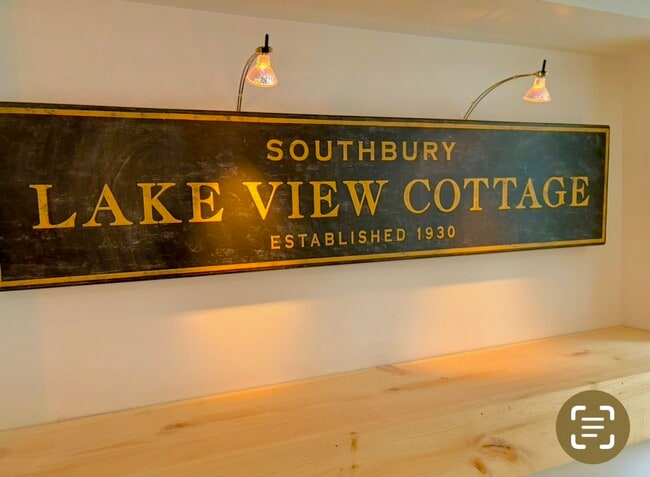 SOUTHBURY
LAKE VIEW COTTAGE
ESTABLISHED 1930